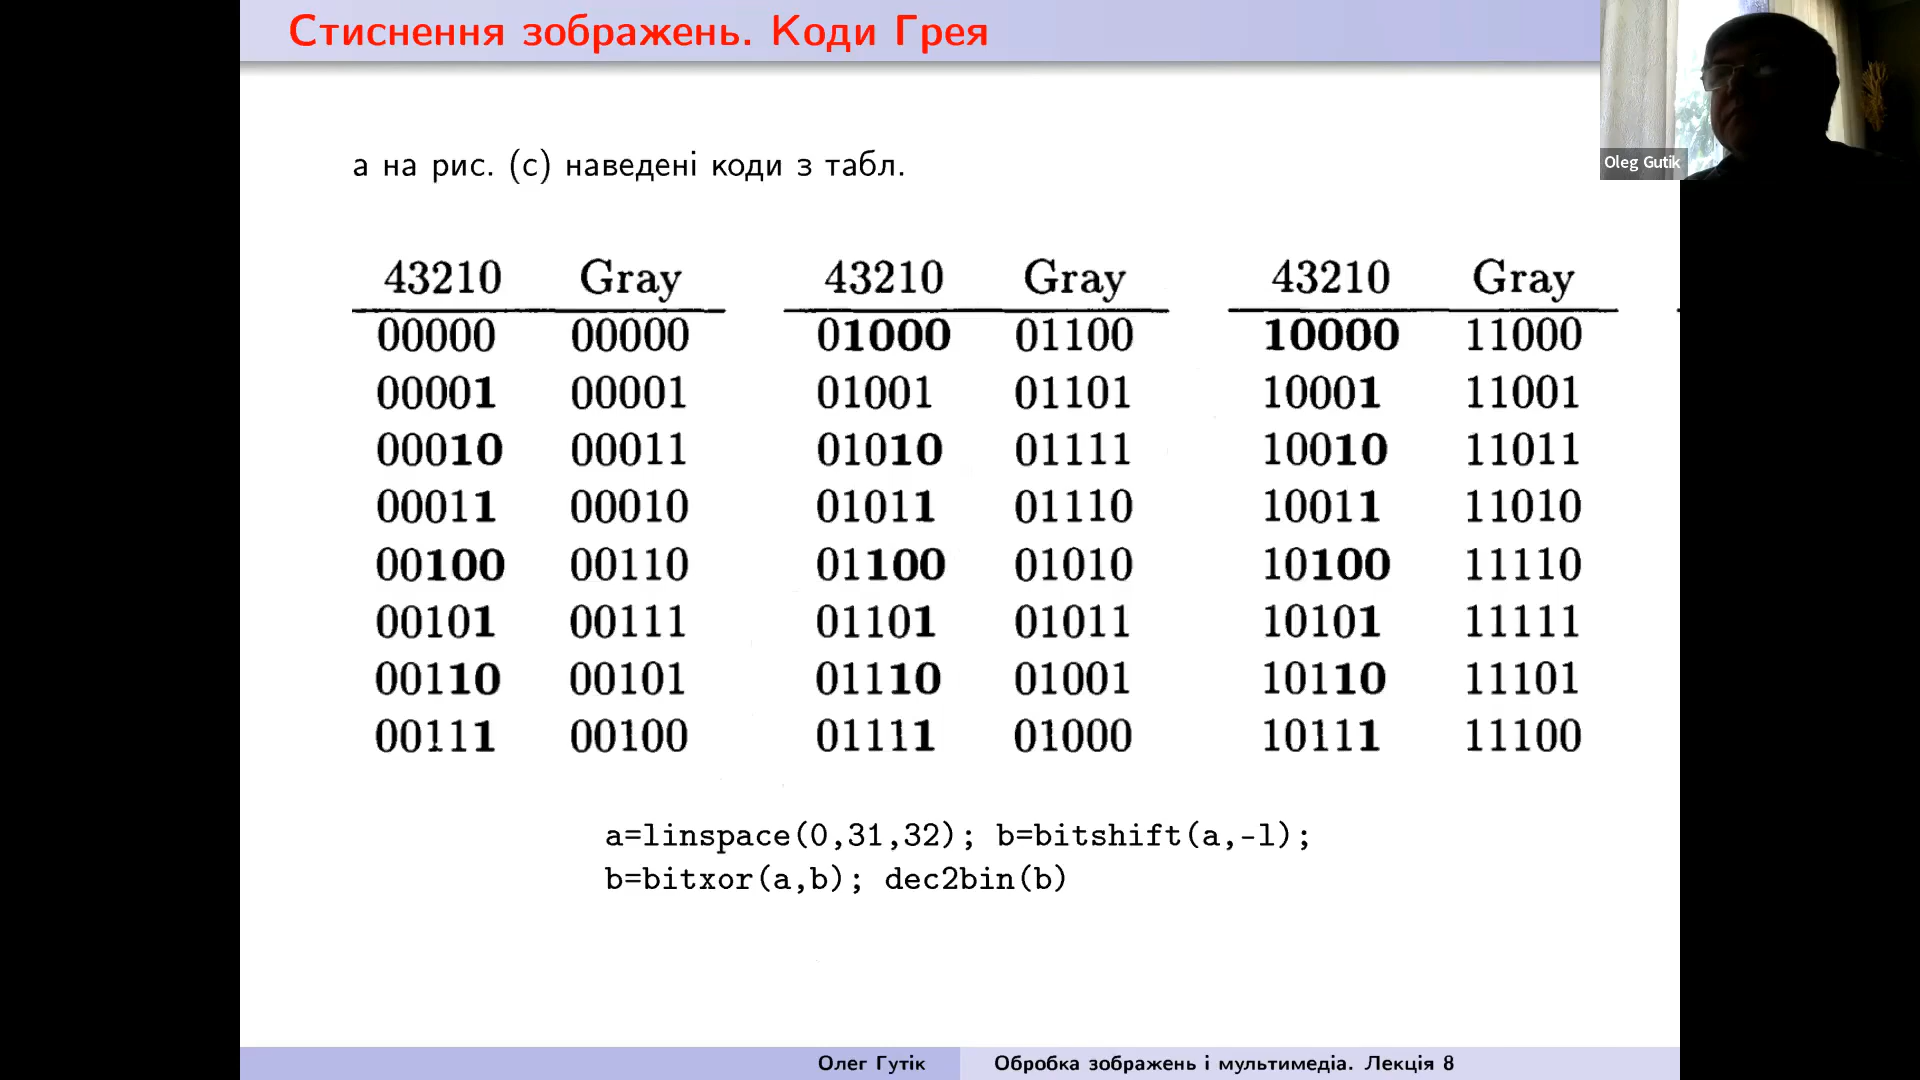 Стиснення зображень. Коди Грея
Oleg Gutik
а на рис. (c) наведені коди з табл.
43210 Gray 43210 Gray 43210 Gray
00000 00000 01000 01100 10000 11000
00001 00001 01001 01101 10001 11001
00010 00011 01010 01111 10010 11011
00011 00010 01011 01110 10011 11010
00100 00110 01100 01010 10100 11110
00101 00111 01101 01011 10101 11111
00110 00101 01110 01001 10110 11101
00111 00100 01111 01000 10111 11100
a=linspace(0,31,32); b=bitshift(a,-l);
b=bitxor(a,b); dec2bin(b)
Олег Гутік Обробка зображень і мультимедіа. Лекція 8